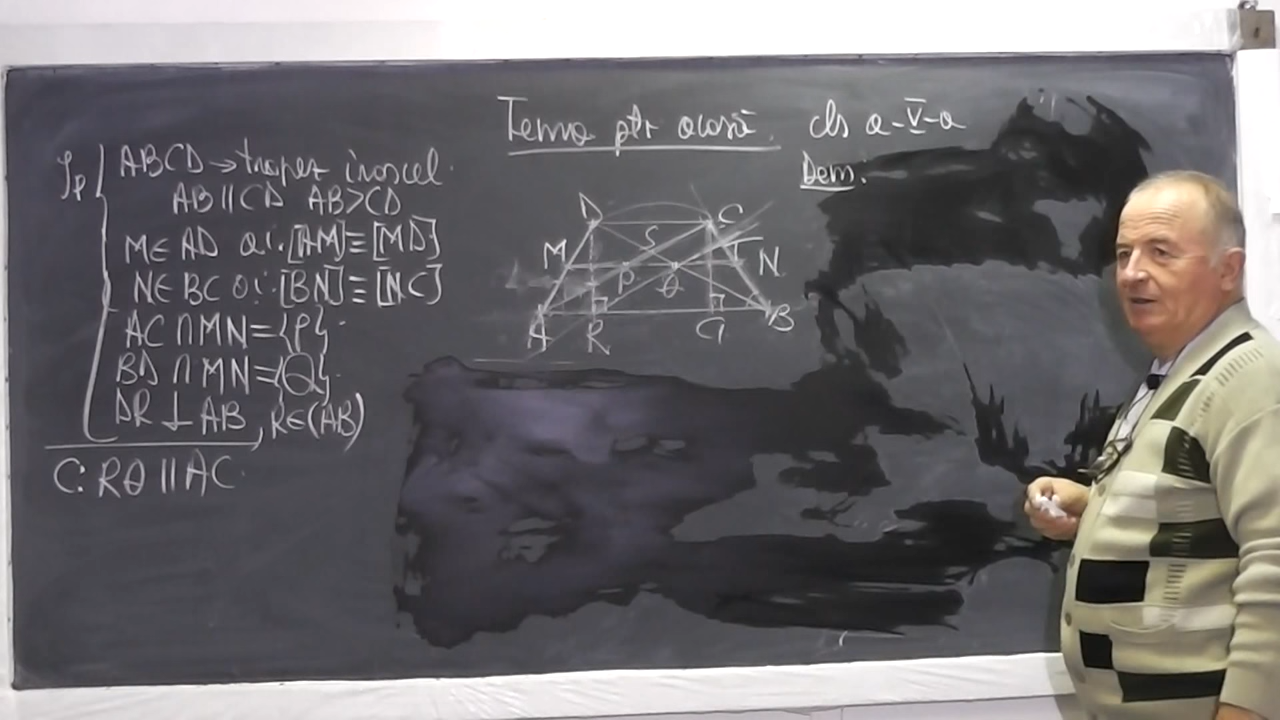 Tema ptr acasă. cls a-V-a
Ip
ABCD → trapez isoscel.
AB ∥ CD AB>CD
M∈AD a.î. [AM]≡[MD]
N∈BC a.î. [BN]≡[NC]
AC ∩ MN={P}.
BD ∩ MN={Q}.
DR ⊥ AB, R∈(AB)
C: RQ ∥ AC.
Dem:
D C
M S T N
P Q
A R G B